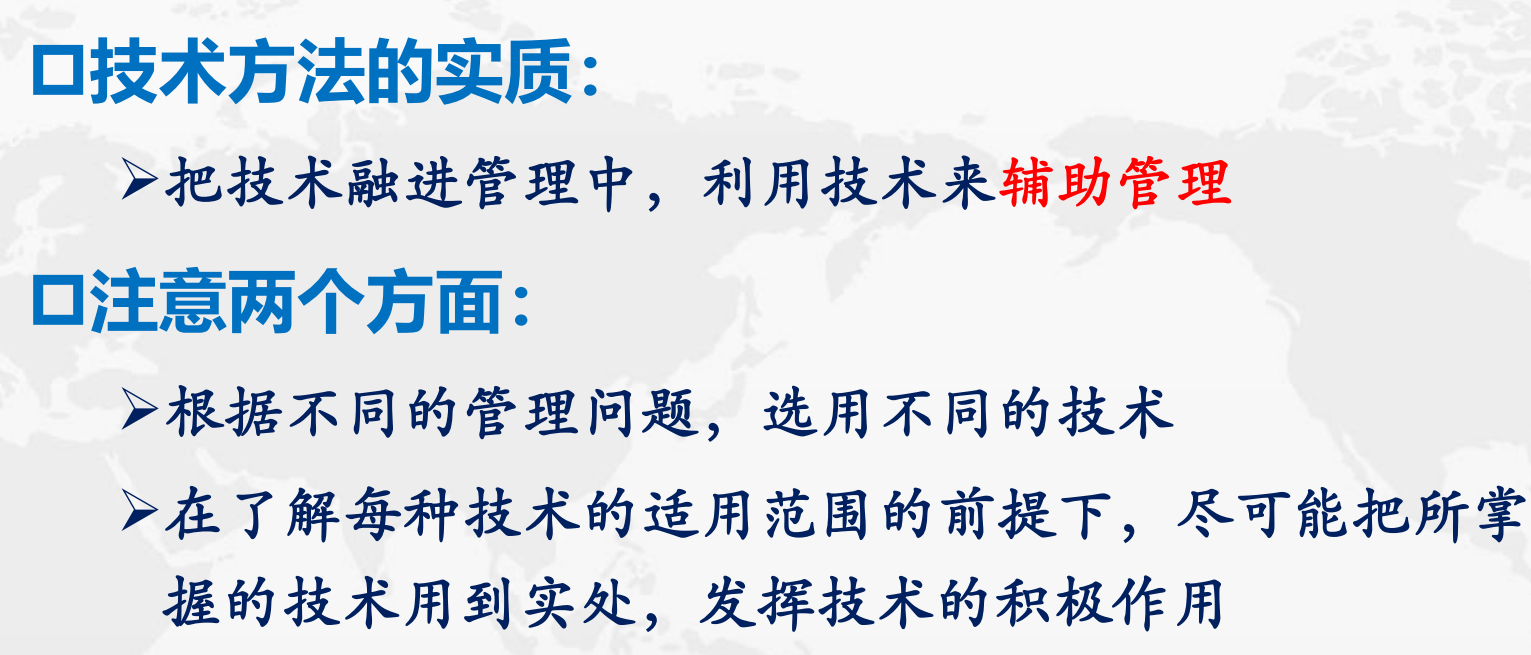 技术方法的实质：
把技术融进管理中，利用技术来辅助管理
注意两个方面：
根据不同的管理问题，选用不同的技术
在了解每种技术的适用范围的前提下，尽可能把所掌
握的技术用到实处，发挥技术的积极作用